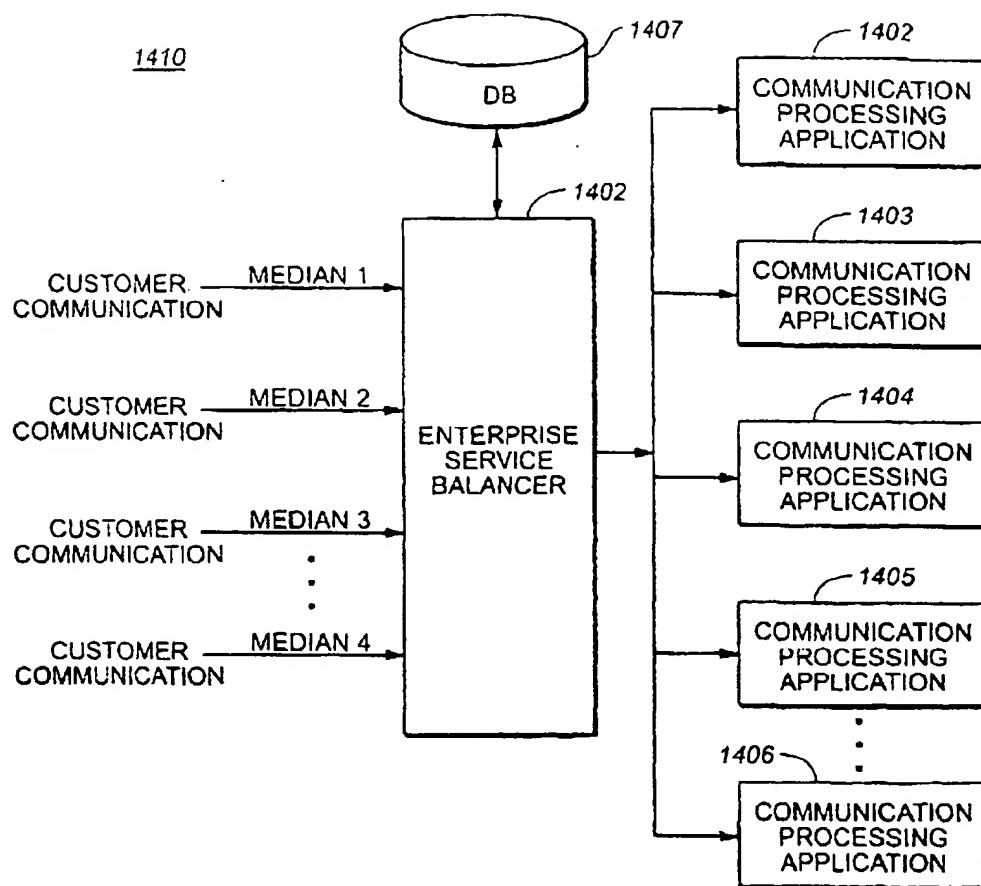 1410
1407
DB
1402
CUSTOMER
COMMUNICATION
MEDIAN 1
CUSTOMER
COMMUNICATION
MEDIAN 2
CUSTOMER
COMMUNICATION
MEDIAN 3
CUSTOMER
COMMUNICATION
MEDIAN 4
ENTERPRISE
SERVICE
BALANCER
1402
COMMUNICATION
PROCESSING
APPLICATION
1403
COMMUNICATION
PROCESSING
APPLICATION
1404
COMMUNICATION
PROCESSING
APPLICATION
1405
COMMUNICATION
PROCESSING
APPLICATION
1406
COMMUNICATION
PROCESSING
APPLICATION